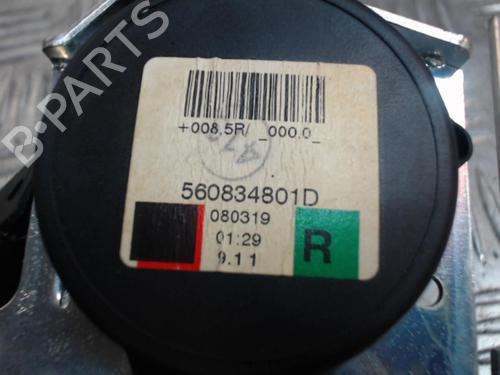 +008,5R/ _000,0_
560834801D
080319
01:29
9.11
R
B-PARTS